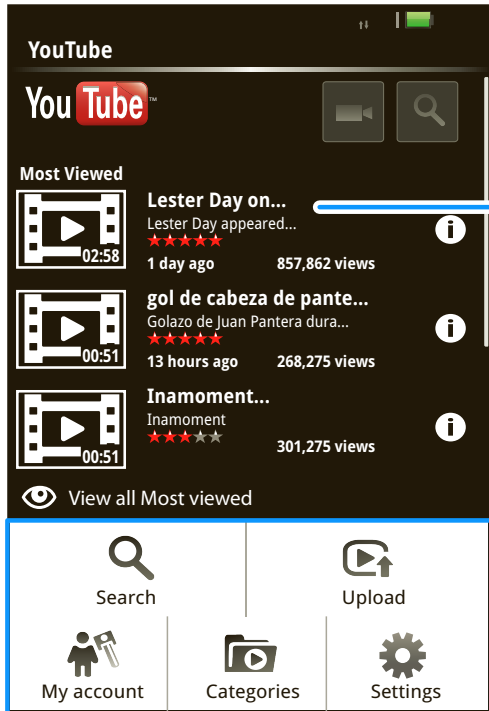 YouTube
You Tube™
Most Viewed
Lester Day on...
Lester Day appeared...
02:58
1 day ago 857,862 views
gol de cabeza de pante...
Golazo de Juan Pantera dura...
00:51
13 hours ago 268,275 views
Inamoment...
Inamoment
00:51
301,275 views
View all Most viewed
Search Upload
My account Categories Settings